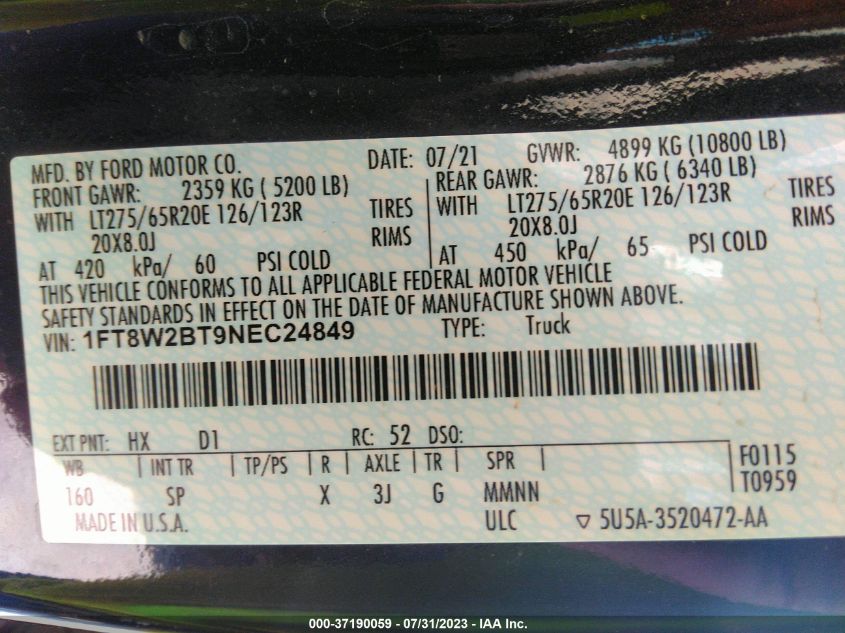 MFD. BY FORD MOTOR CO. DATE: 07/21 GVWR: 4899 KG (10800 LB)
FRONT GAWR: 2359 KG ( 5200 LB) REAR GAWR: 2876 KG ( 6340 LB)
WITH LT275/65R20E 126/123R TIRES WITH LT275/65R20E 126/123R TIRES
20X8.0J RIMS 20X8.0J RIMS
AT 420 kPa/ 60 PSI COLD AT 450 kPa/ 65 PSI COLD
THIS VEHICLE CONFORMS TO ALL APPLICABLE FEDERAL MOTOR VEHICLE
SAFETY STANDARDS IN EFFECT ON THE DATE OF MANUFACTURE SHOWN ABOVE.
VIN: 1FT8W2BT9NEC24849 TYPE: Truck
EXT PNT: HX D1 RC: 52 DSO:
WB | INT TR | TP/PS | R | AXLE | TR | SPR | F0115
160 SP X 3J G MMNN T0959
MADE IN U.S.A. ULC ▽ 5U5A-3520472-AA
000-37190059 - 07/31/2023 - IAA Inc.